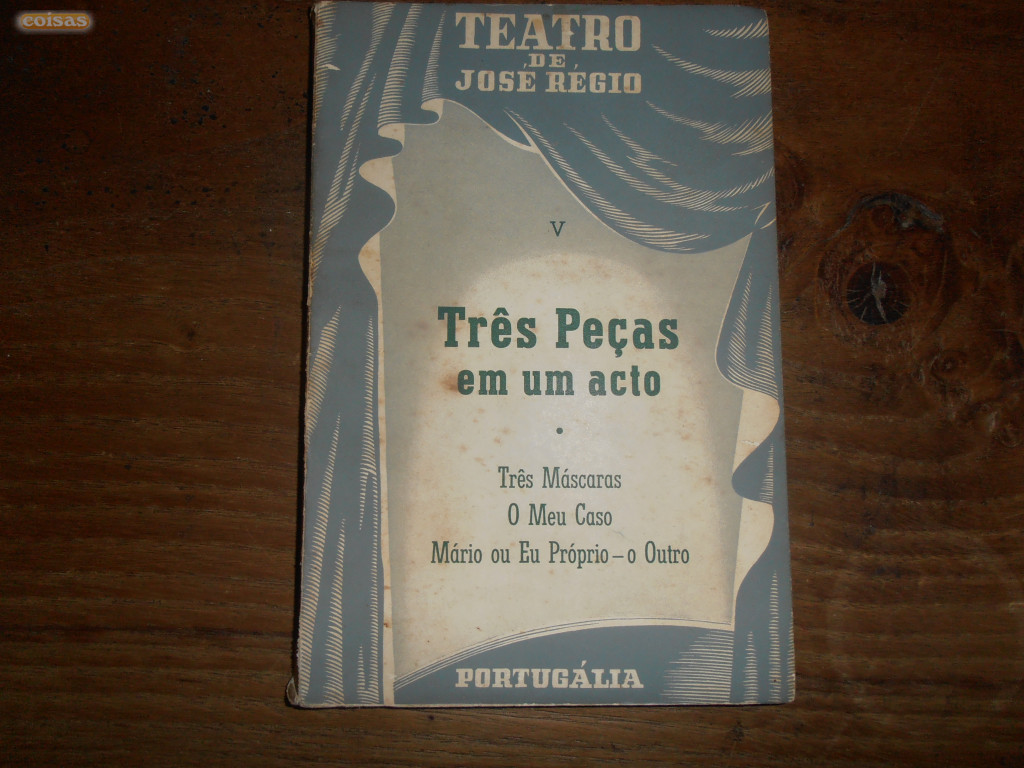 coisas
TEATRO
DE
JOSÉ RÉGIO
V
Três Peças
em um acto
•
Três Máscaras
O Meu Caso
Mário ou Eu Próprio – o Outro
PORTUGÁLIA